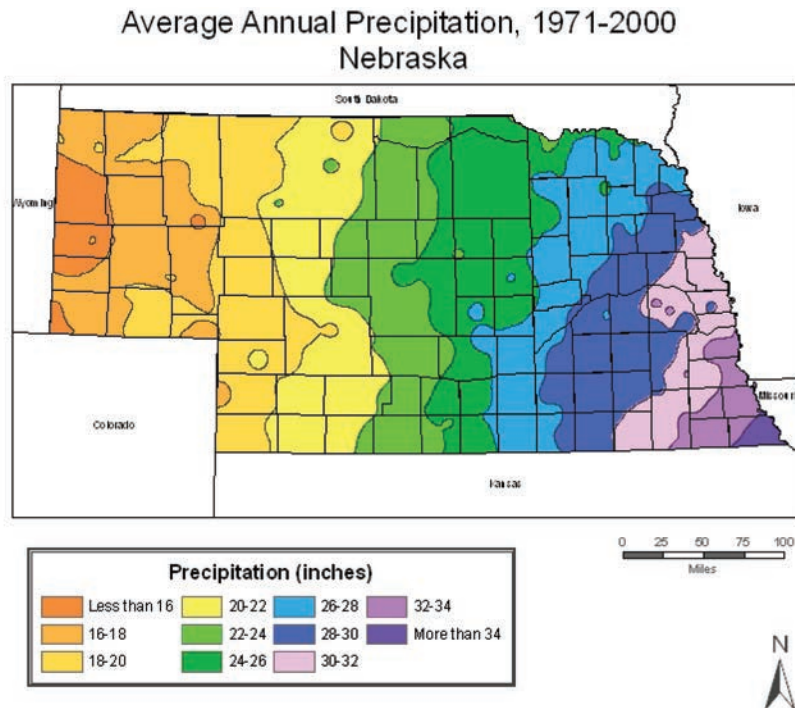 Average Annual Precipitation, 1971-2000
Nebraska
South Dakota
Wyoming
Iowa
Colorado
Missouri
Kansas
0 25 50 75 100
Miles
Precipitation (inches)
Less than 16
20-22
26-28
32-34
16-18
22-24
28-30
More than 34
18-20
24-26
30-32
N